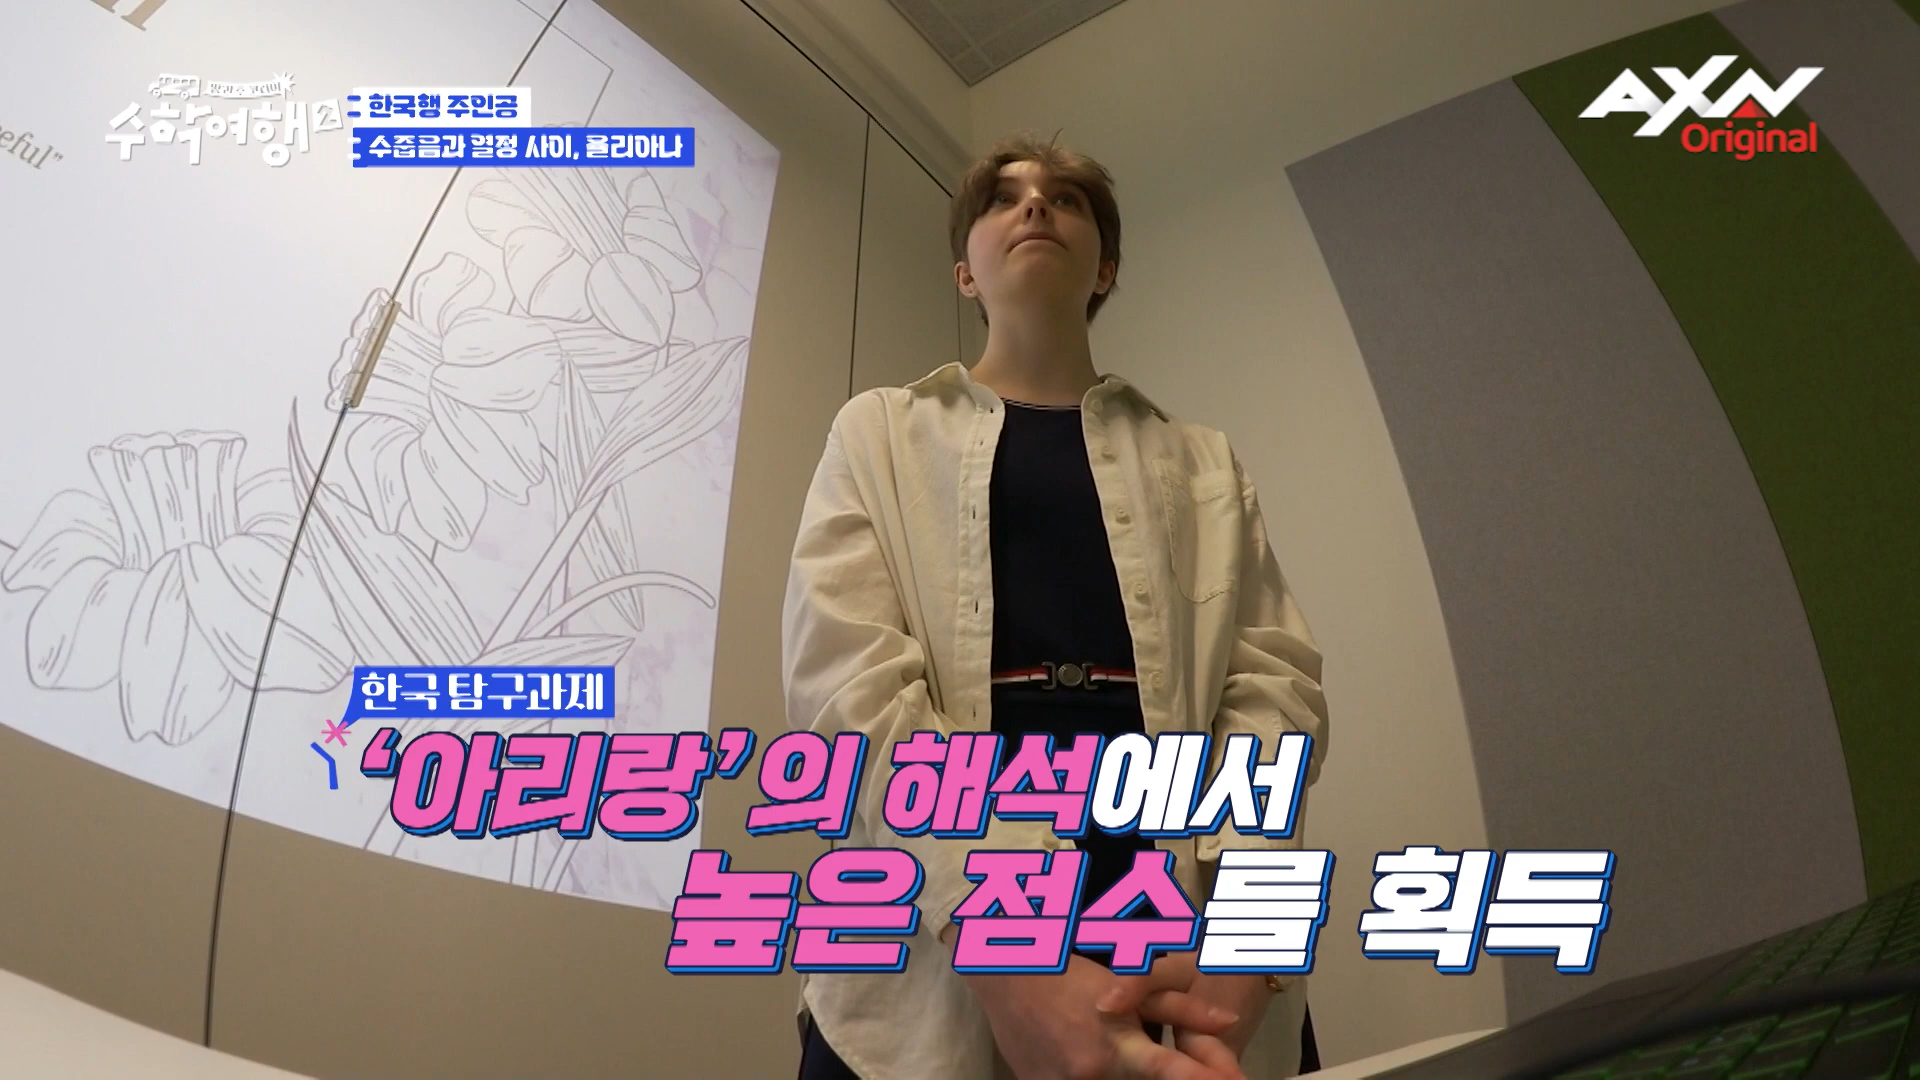 수학여행2
한국행 주인공
수줍음과 열정 사이, 율리아나
AXN
Original
eful”
한국 탐구과제
‘아리랑’의 해석에서
높은 점수를 획득